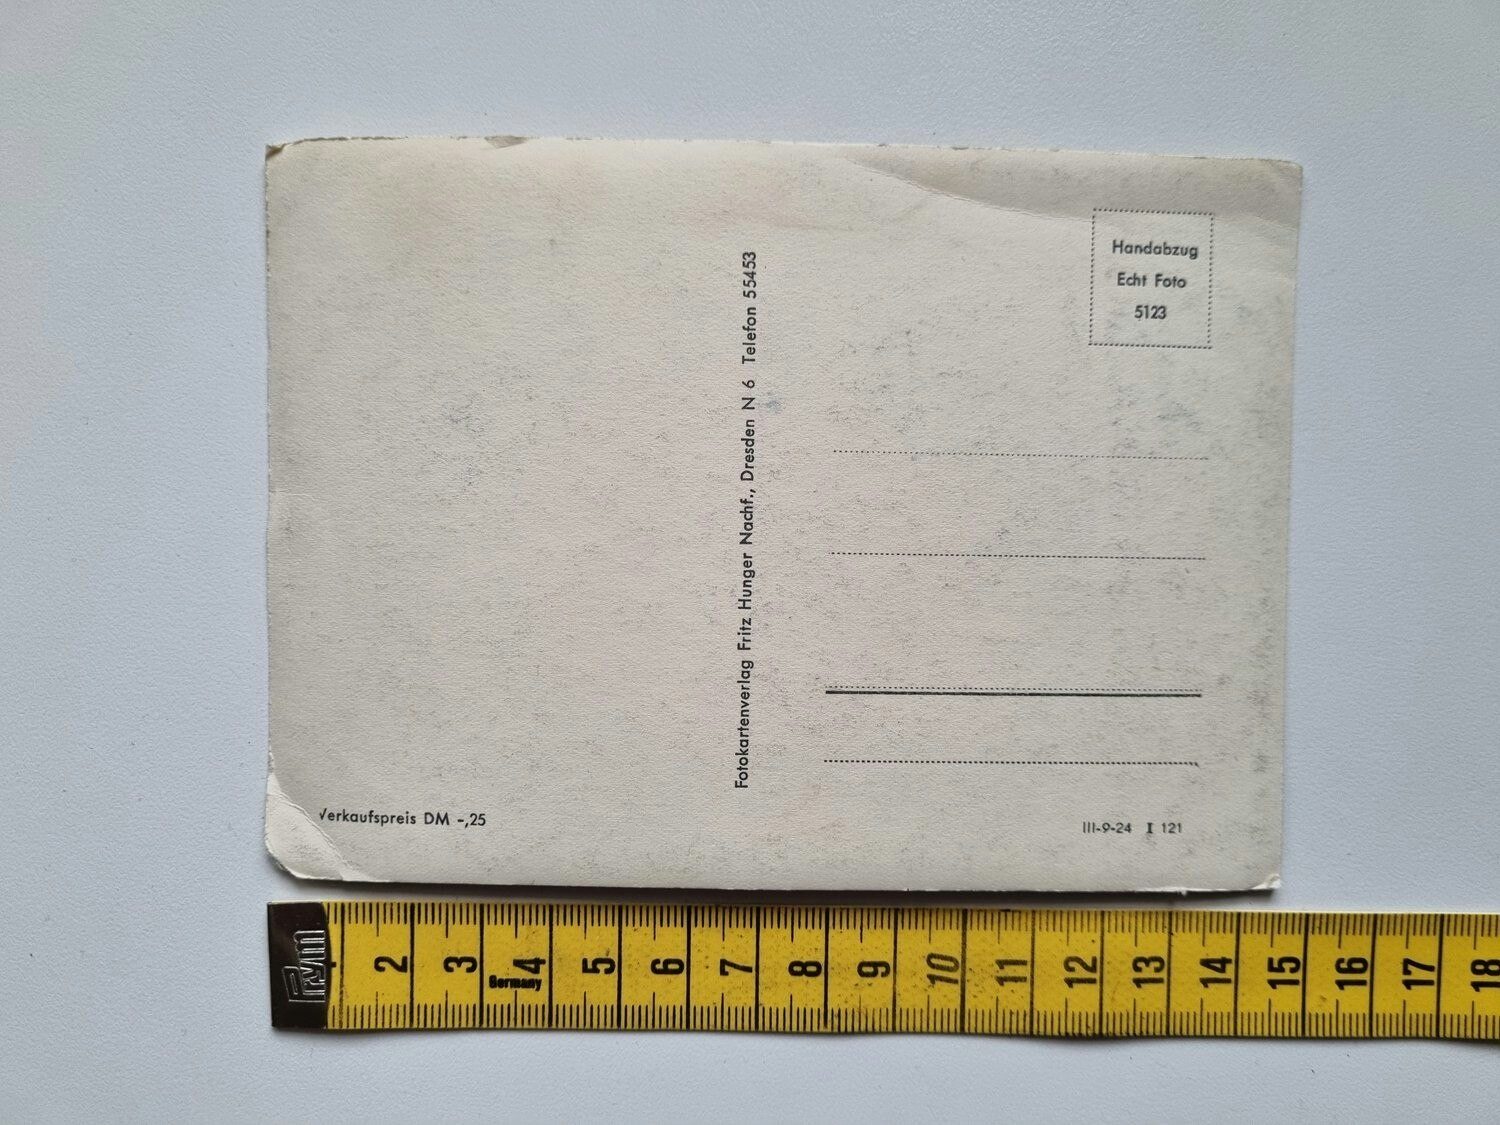 Handabzug
Echt Foto
5123
Fotokartenverlag Fritz Hunger Nachf., Dresden N 6 Telefon 55453
Verkaufspreis DM -,25
III-9-24 I 121
Prym
2 3 4 5 6 7 8 9 10 11 12 13 14 15 16 17 18
Germany